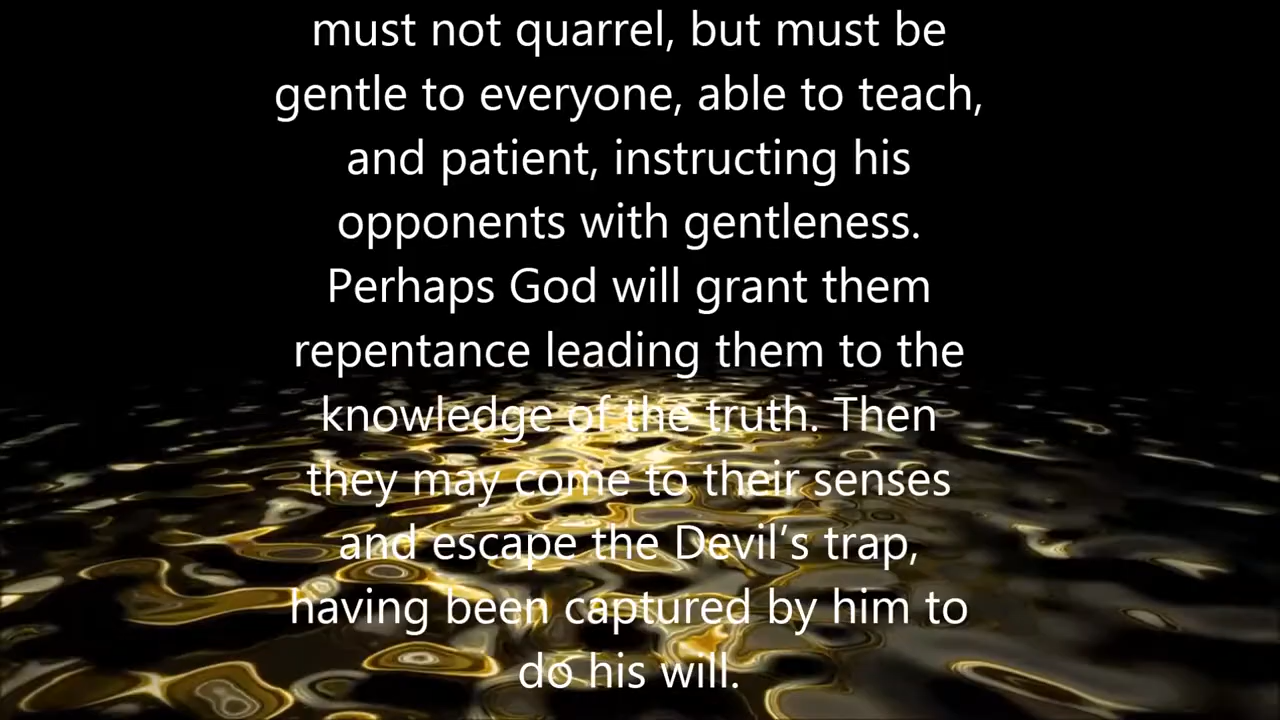 must not quarrel, but must be
gentle to everyone, able to teach,
and patient, instructing his
opponents with gentleness.
Perhaps God will grant them
repentance leading them to the
knowledge of the truth. Then
they may come to their senses
and escape the Devil’s trap,
having been captured by him to
do his will.